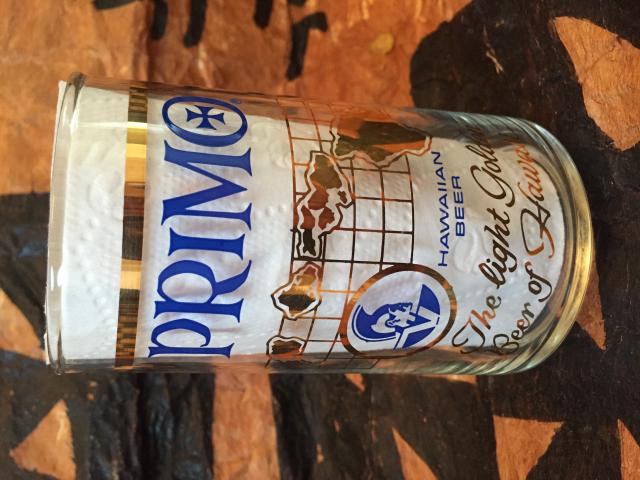 PRIMO
HAWAIIAN
BEER
The light Golden
Beer of Hawaii